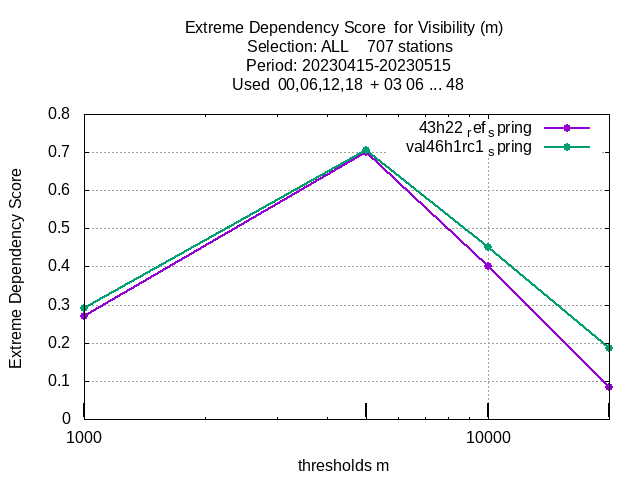 Extreme Dependency Score for Visibility (m)
Selection: ALL 707 stations
Period: 20230415-20230515
Used 00,06,12,18 + 03 06 ... 48
0.8
43h22 ref spring
0.7
val46h1rc1 spring
0.6
0.5
0.4
0.3
0.2
0.1
0
Extreme Dependency Score
1000
10000
thresholds m